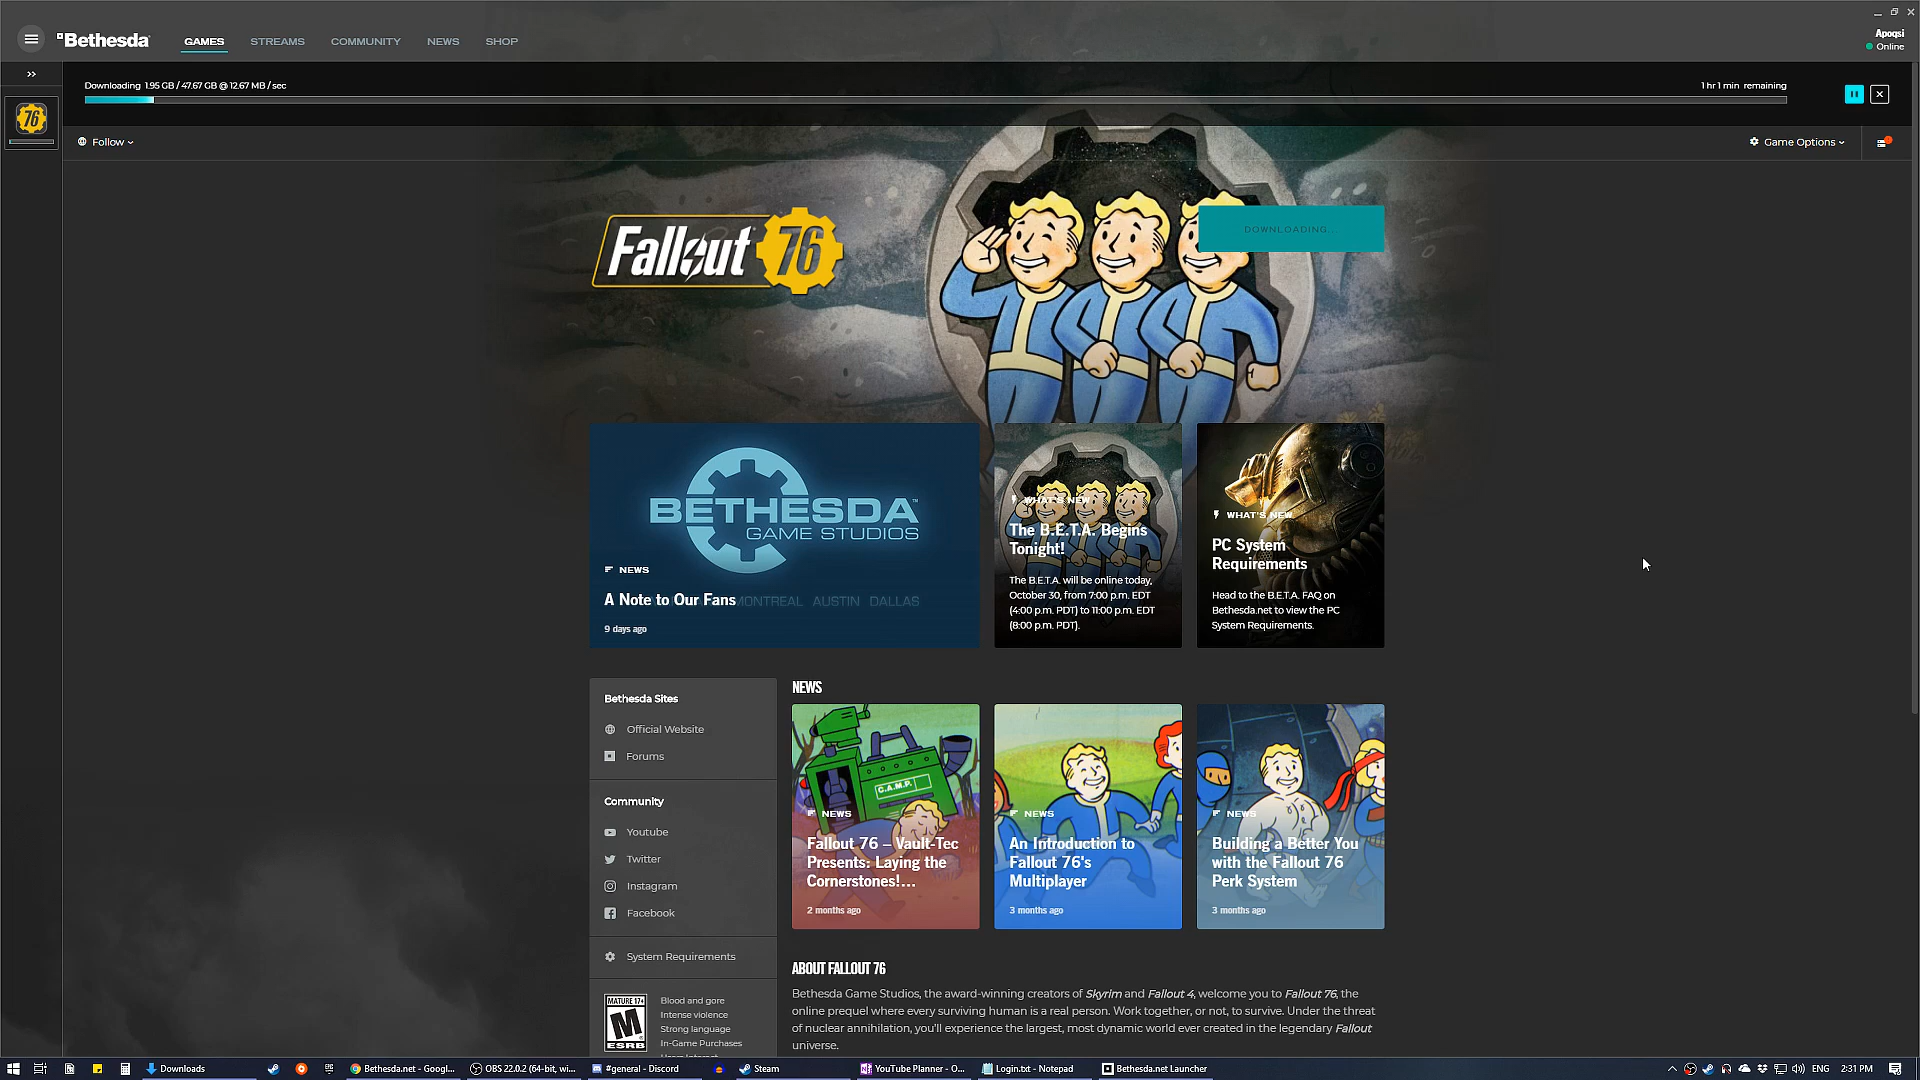 Bethesda
GAMES
STREAMS
COMMUNITY
NEWS
SHOP
Apoqsi
Online
Downloading 1.95 GB / 47.67 GB @ 12.67 MB / sec
1 hr 1 min remaining
76
Follow
Game Options
Fallout 76
DOWNLOADING...
BETHESDA™
GAME STUDIOS
NEWS
A Note to Our Fans
MONTREAL AUSTIN DALLAS
9 days ago
WHAT'S NEW
The B.E.T.A. Begins
Tonight!
The B.E.T.A. will be online today,
October 30, from 7:00 p.m. EDT
(4:00 p.m. PDT) to 11:00 p.m. EDT
(8:00 p.m. PDT).
WHAT'S NEW
PC System
Requirements
Head to the B.E.T.A. FAQ on
Bethesda.net to view the PC
System Requirements.
Bethesda Sites
Official Website
Forums
Community
Youtube
Twitter
Instagram
Facebook
System Requirements
MATURE 17+
M
ESRB
Blood and gore
Intense violence
Strong language
In-Game Purchases
Users Interact
NEWS
C.A.M.P.
NEWS
Fallout 76 – Vault-Tec
Presents: Laying the
Cornerstones!...
2 months ago
NEWS
An Introduction to
Fallout 76's
Multiplayer
3 months ago
NEWS
Building a Better You
with the Fallout 76
Perk System
3 months ago
ABOUT FALLOUT 76
Bethesda Game Studios, the award-winning creators of Skyrim and Fallout 4, welcome you to Fallout 76, the
online prequel where every surviving human is a real person. Work together, or not, to survive. Under the threat
of nuclear annihilation, you'll experience the largest, most dynamic world ever created in the legendary Fallout
universe.
Downloads
Bethesda.net - Googl...
OBS 22.0.2 (64-bit, wi...
#general - Discord
Steam
YouTube Planner - O...
Login.txt - Notepad
Bethesda.net Launcher
ENG
2:31 PM